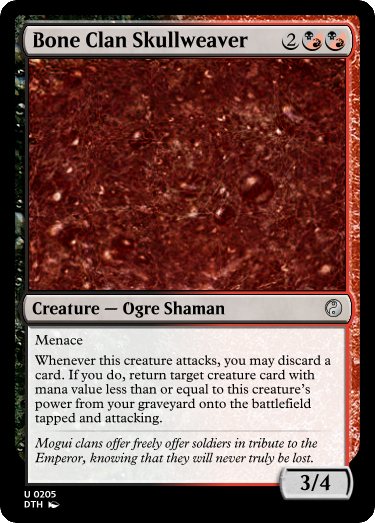 Bone Clan Skullweaver 2
Creature — Ogre Shaman
Menace
Whenever this creature attacks, you may discard a
card. If you do, return target creature card with
mana value less than or equal to this creature's
power from your graveyard onto the battlefield
tapped and attacking.
Mogui clans offer freely offer soldiers in tribute to the
Emperor, knowing that they will never truly be lost.
3/4
U 0205
DTH